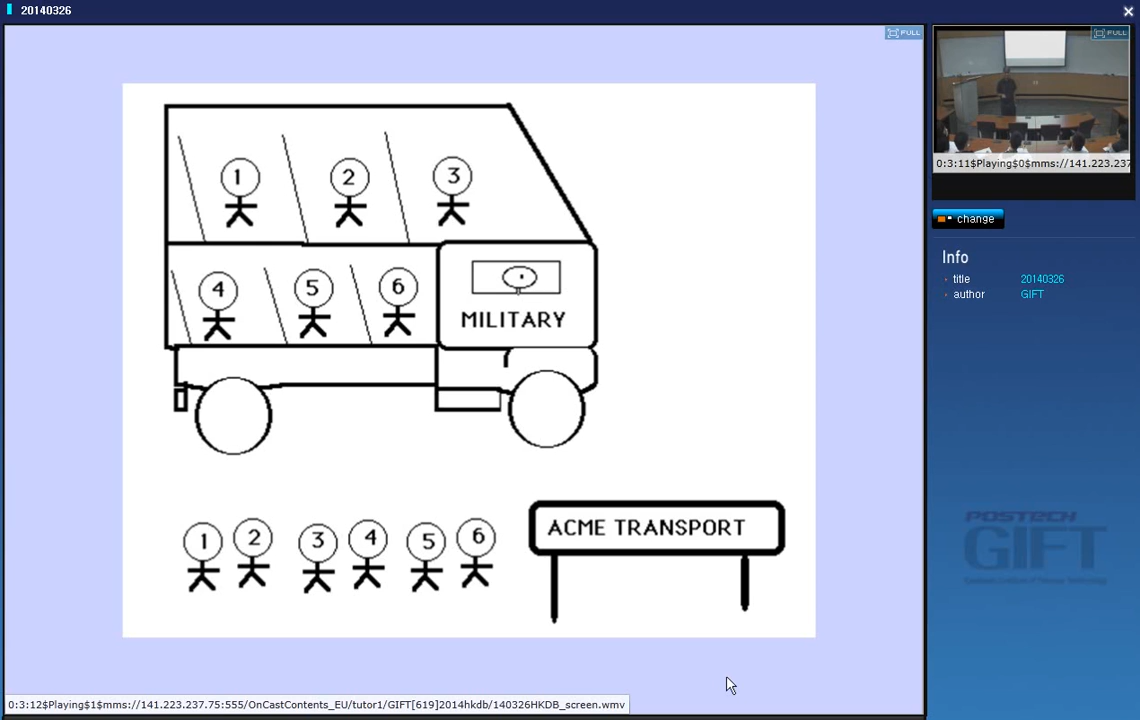 20140326
FULL
FULL
1 2 3
4 5 6
MILITARY
1 2 3 4 5 6
ACME TRANSPORT
0:3:11$Playing$0$mms://141.223.237
change
Info
title 20140326
author GIFT
POSTECH
GIFT
0:3:12$Playing$1$mms://141.223.237.75:555/OnCastContents_EU/tutor1/GIFT[619]2014hkdb/140326HKDB_screen.wmv